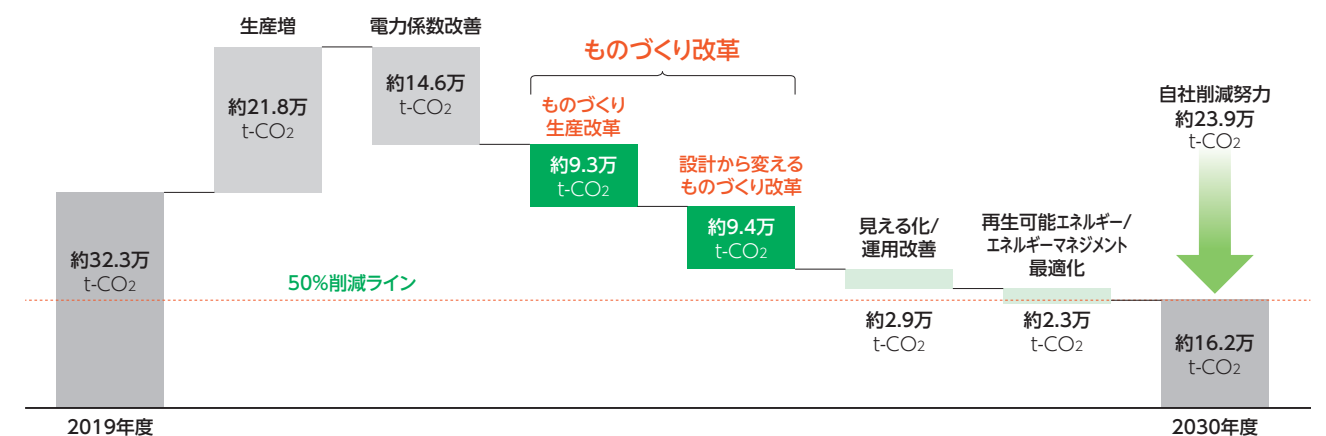 生産増
約21.8万
t-CO2
電力係数改善
約14.6万
t-CO2
ものづくり改革
ものづくり
生産改革
約9.3万
t-CO2
設計から変える
ものづくり改革
約9.4万
t-CO2
見える化/
運用改善
約2.9万
t-CO2
再生可能エネルギー/
エネルギーマネジメント
最適化
約2.3万
t-CO2
自社削減努力
約23.9万
t-CO2
約32.3万
t-CO2
50%削減ライン
約16.2万
t-CO2
2019年度
2030年度